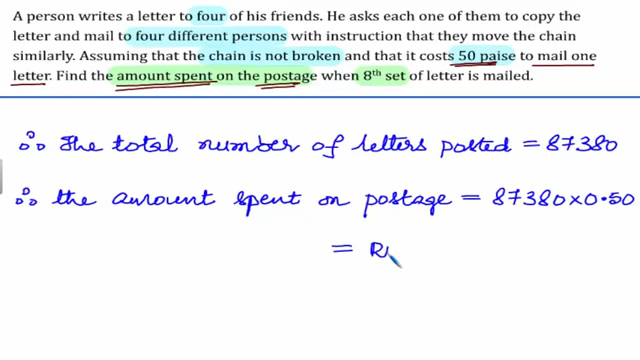 A person writes a letter to four of his friends. He asks each one of them to copy the
letter and mail to four different persons with instruction that they move the chain
similarly. Assuming that the chain is not broken and that it costs 50 paise to mail one
letter. Find the amount spent on the postage when 8th set of letter is mailed.
∴ The total number of letters posted = 87380
∴ the amount spent on postage = 87380×0.50
= R